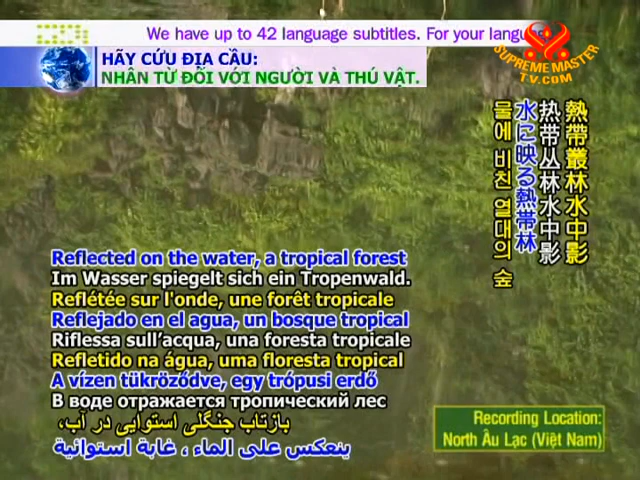 We have up to 42 language subtitles. For your langu
SUPREME MASTER
TV.COM
HÃY CỨU ĐỊA CẦU:
NHÂN TỪ ĐỐI VỚI NGƯỜI VÀ THÚ VẬT.
熱帶叢林水中影
热带丛林水中影
水に映る熱帯林
물에 비친 열대의 숲
Reflected on the water, a tropical forest
Im Wasser spiegelt sich ein Tropenwald.
Reflétée sur l'onde, une forêt tropicale
Reflejado en el agua, un bosque tropical
Riflessa sull'acqua, una foresta tropicale
Refletido na água, uma floresta tropical
A vízen tükröződve, egy trópusi erdő
В воде отражается тропический лес
بازتاب جنگلی استوایی در آب،
ينعكس على الماء ، غابة استوائية
Recording Location:
North Âu Lạc (Việt Nam)